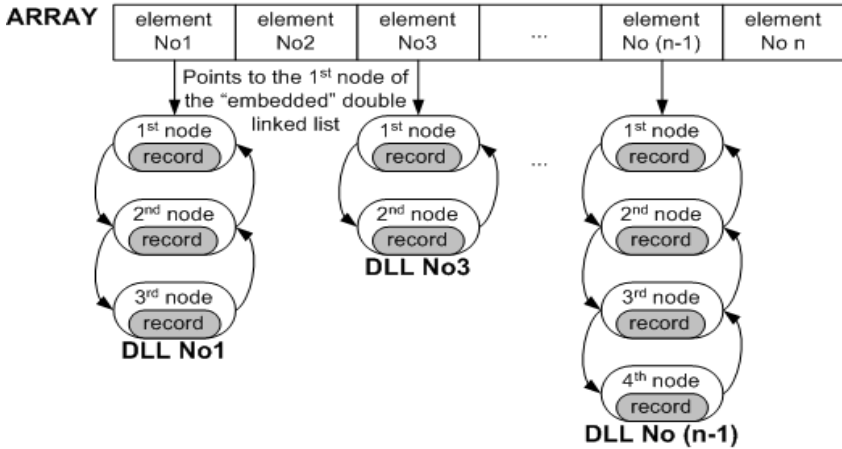 ARRAY
element No1
element No2
element No3
...
element No (n-1)
element No n
Points to the 1st node of
the “embedded” double
linked list
1st node
record
2nd node
record
3rd node
record
DLL No1
1st node
record
2nd node
record
DLL No3
...
1st node
record
2nd node
record
3rd node
record
4th node
record
DLL No (n-1)